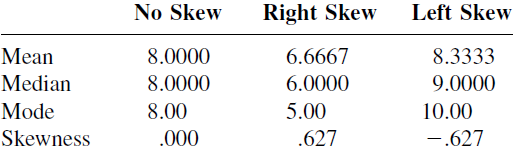 No Skew Right Skew Left Skew
Mean 8.0000 6.6667 8.3333
Median 8.0000 6.0000 9.0000
Mode 8.00 5.00 10.00
Skewness .000 .627 −.627